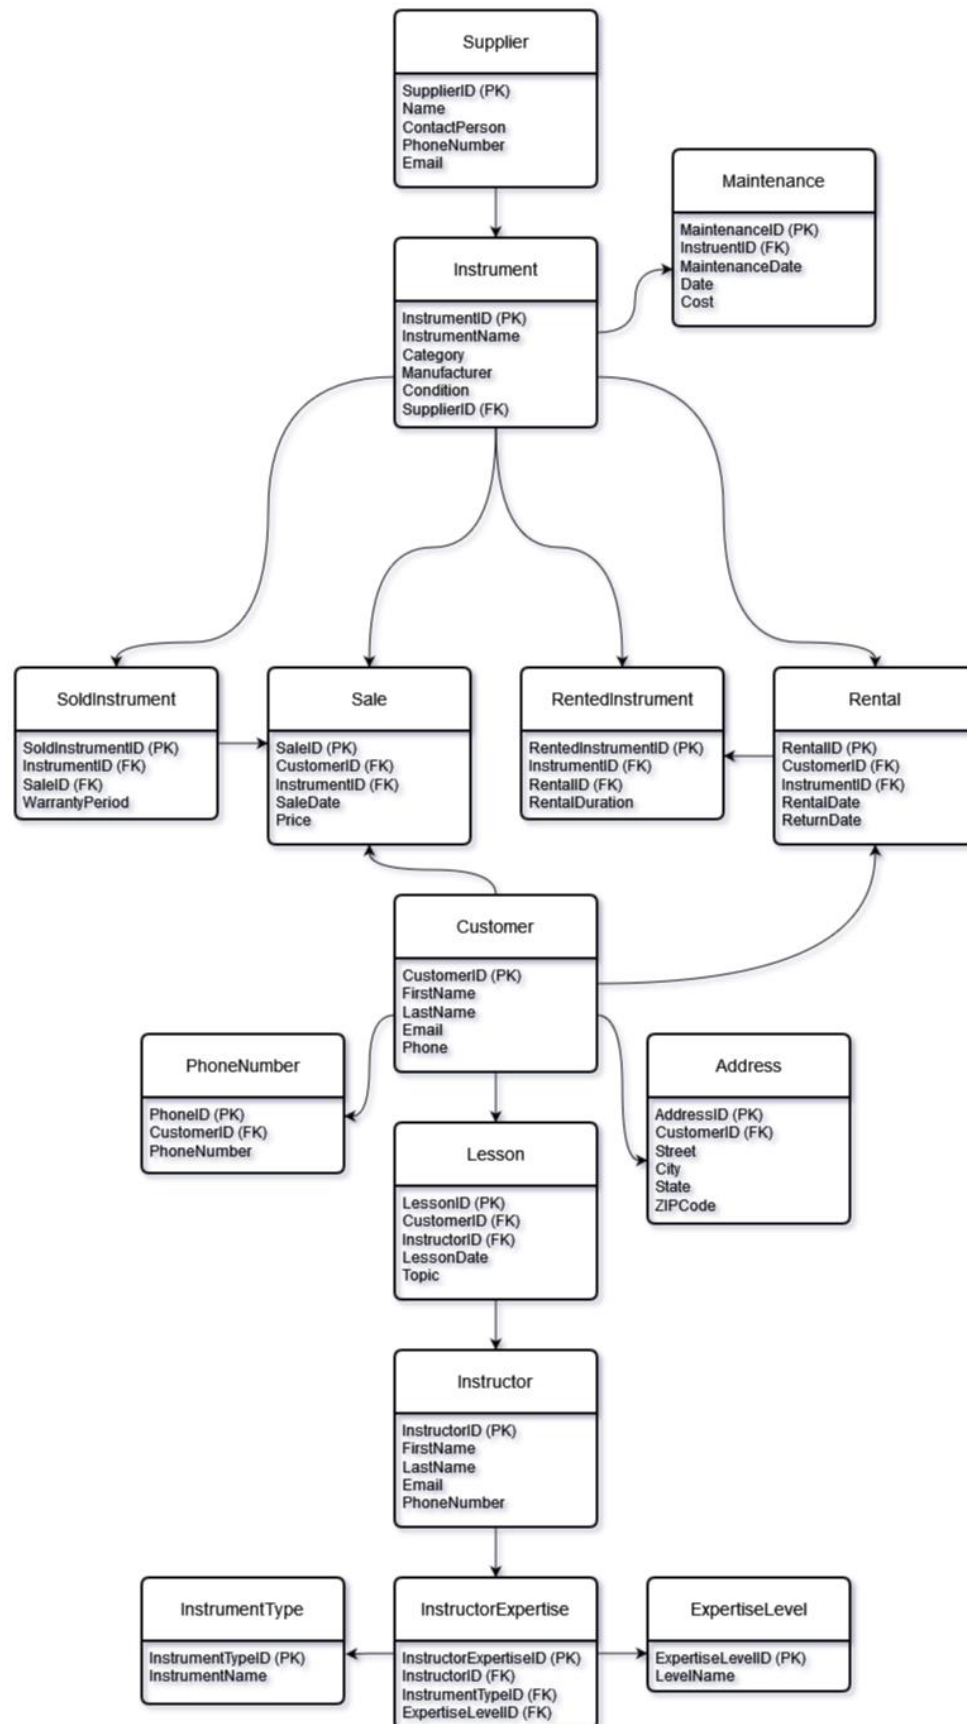 Supplier
SupplierID (PK)
Name
ContactPerson
PhoneNumber
Email
Maintenance
MaintenanceID (PK)
InstruentID (FK)
MaintenanceDate
Date
Cost
Instrument
InstrumentID (PK)
InstrumentName
Category
Manufacturer
Condition
SupplierID (FK)
SoldInstrument
SoldInstrumentID (PK)
InstrumentID (FK)
SaleID (FK)
WarrantyPeriod
Sale
SaleID (PK)
CustomerID (FK)
InstrumentID (FK)
SaleDate
Price
RentedInstrument
RentedInstrumentID (PK)
InstrumentID (FK)
RentalID (FK)
RentalDuration
Rental
RentalID (PK)
CustomerID (FK)
InstrumentID (FK)
RentalDate
ReturnDate
Customer
CustomerID (PK)
FirstName
LastName
Email
Phone
PhoneNumber
PhoneID (PK)
CustomerID (FK)
PhoneNumber
Address
AddressID (PK)
CustomerID (FK)
Street
City
State
ZIPCode
Lesson
LessonID (PK)
CustomerID (FK)
InstructorID (FK)
LessonDate
Topic
Instructor
InstructorID (PK)
FirstName
LastName
Email
PhoneNumber
InstrumentType
InstrumentTypeID (PK)
InstrumentName
InstructorExpertise
InstructorExpertiseID (PK)
InstructorID (FK)
InstrumentTypeID (FK)
ExpertiseLevelID (FK)
ExpertiseLevel
ExpertiseLevelID (PK)
LevelName